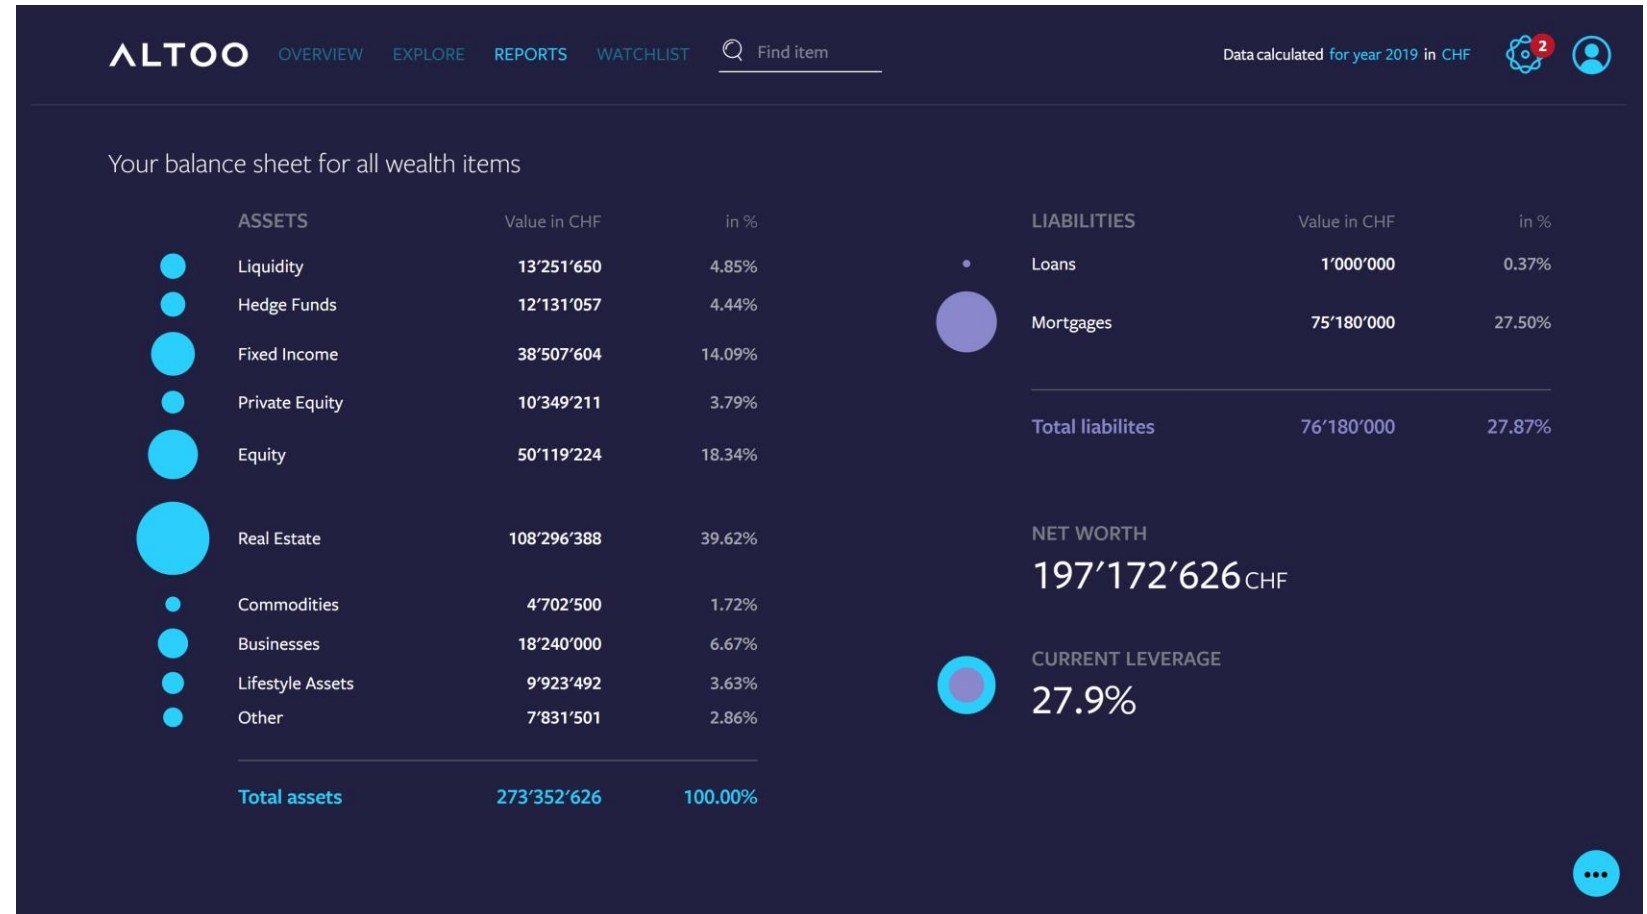 ALTOO OVERVIEW EXPLORE REPORTS WATCHLIST Find item Data calculated for year 2019 in CHF 2
Your balance sheet for all wealth items
ASSETS Value in CHF in %
Liquidity 13′251′650 4.85%
Hedge Funds 12′131′057 4.44%
Fixed Income 38′507′604 14.09%
Private Equity 10′349′211 3.79%
Equity 50′119′224 18.34%
Real Estate 108′296′388 39.62%
Commodities 4′702′500 1.72%
Businesses 18′240′000 6.67%
Lifestyle Assets 9′923′492 3.63%
Other 7′831′501 2.86%
Total assets 273′352′626 100.00%
LIABILITIES Value in CHF in %
Loans 1′000′000 0.37%
Mortgages 75′180′000 27.50%
Total liabilites 76′180′000 27.87%
NET WORTH
197′172′626 CHF
CURRENT LEVERAGE
27.9%